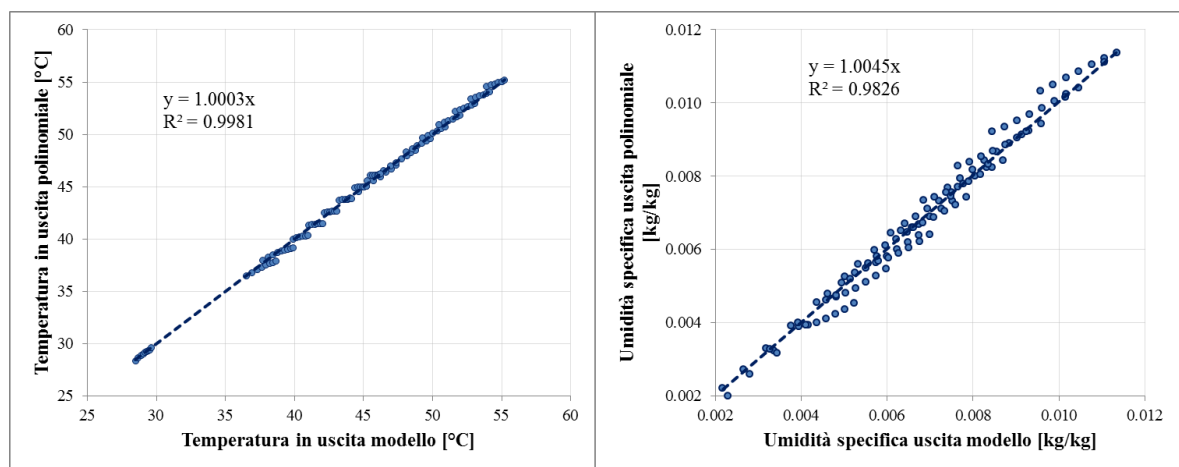 60
55
50
45
40
35
30
25
Temperatura in uscita polinomiale [°C]
y = 1.0003x
R² = 0.9981
25 30 35 40 45 50 55 60
Temperatura in uscita modello [°C]
0.012
0.010
0.008
0.006
0.004
0.002
Umidità specifica uscita polinomiale
[kg/kg]
y = 1.0045x
R² = 0.9826
0.002 0.004 0.006 0.008 0.010 0.012
Umidità specifica uscita modello [kg/kg]